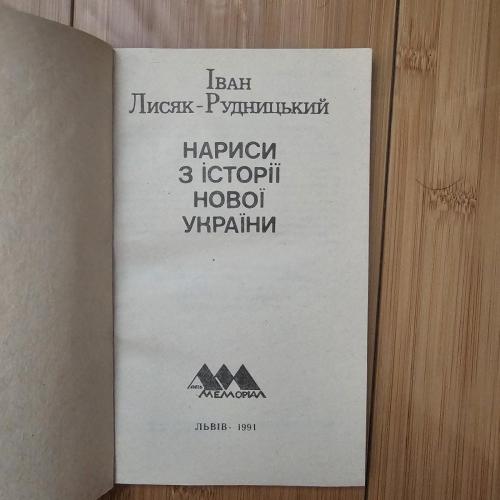 Іван
Лисяк-Рудницький
НАРИСИ
З ІСТОРІЇ
НОВОЇ
УКРАЇНИ
МЕМОРІАЛ
ЛЬВІВ - 1991